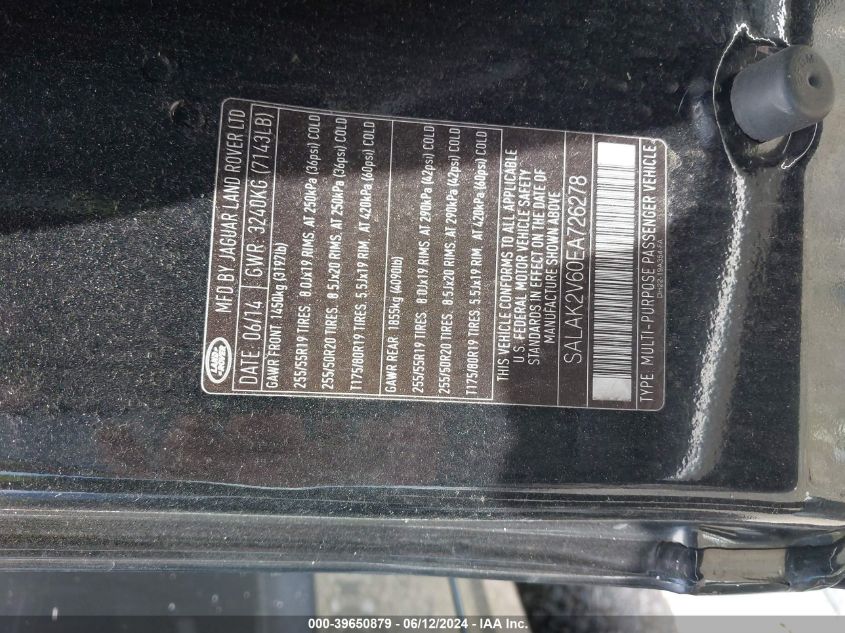 LAND
ROVER
MFD BY JAGUAR LAND ROVER LTD
DATE: 06/14 GWR: 3240KG (7143LB)
GAWR FRONT 1450kg (3197lb)
255/55R19 TIRES 8.0Jx19 RIMS. AT 250kPa (36psi) COLD
255/50R20 TIRES 8.5Jx20 RIMS. AT 250kPa (36psi) COLD
T175/80R19 TIRES 5.5Jx19 RIM. AT 420kPa (60psi) COLD
GAWR REAR 1855kg (4090lb)
255/55R19 TIRES 8.0Jx19 RIMS. AT 290kPa (42psi) COLD
255/50R20 TIRES 8.5Jx20 RIMS. AT 290kPa (42psi) COLD
T175/80R19 TIRES 5.5Jx19 RIM. AT 420kPa (60psi) COLD
THIS VEHICLE CONFORMS TO ALL APPLICABLE
U.S FEDERAL MOTOR VEHICLE SAFETY
STANDARDS IN EFFECT ON THE DATE OF
MANUFACTURE SHOWN ABOVE
SALAK2V60EA726278
TYPE: MULTI-PURPOSE PASSENGER VEHICLE
000-39650879 - 06/12/2024 - IAA Inc.